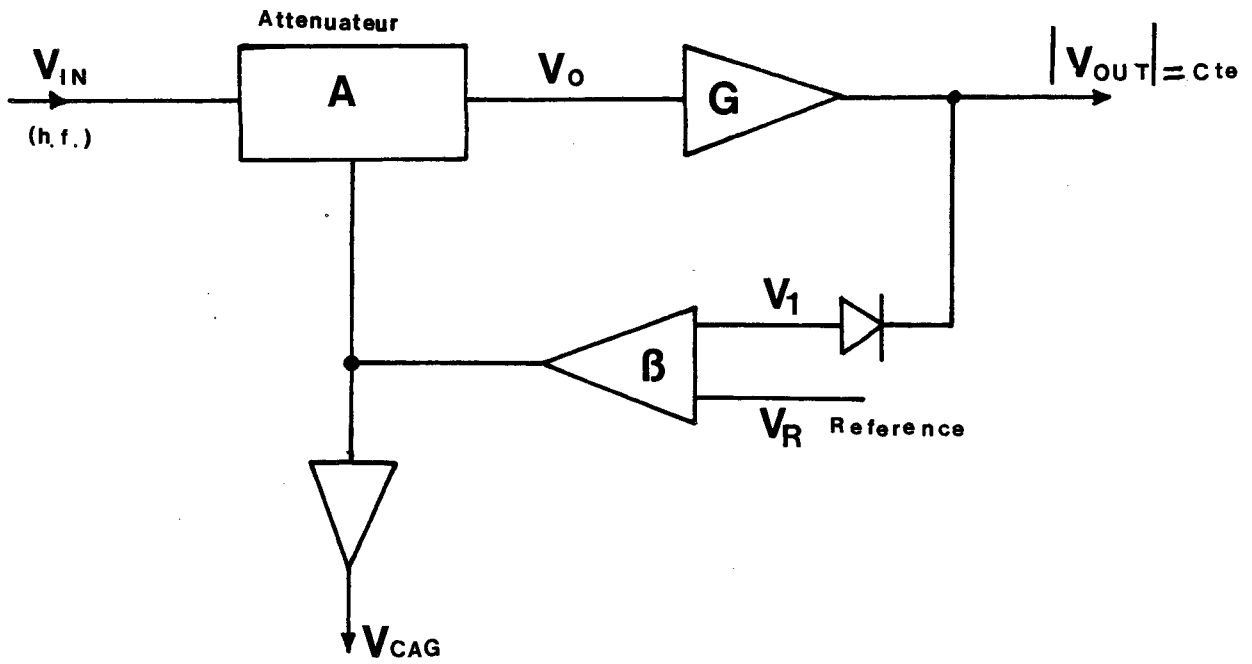 Attenuateur
V_IN
A
V_O
G
|V_OUT| = Cte
(h.f.)
V_1
β
V_R Reference
V_CAG